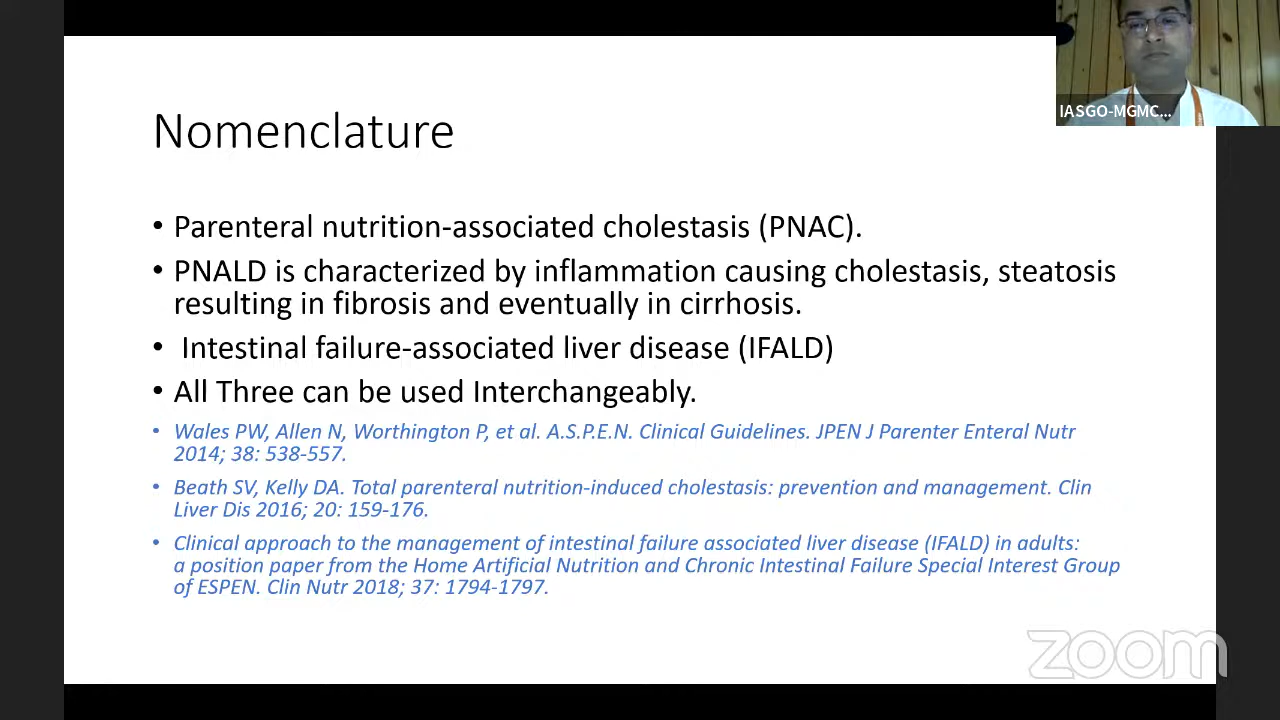 IASGO-MGMC...
Nomenclature
• Parenteral nutrition-associated cholestasis (PNAC).
• PNALD is characterized by inflammation causing cholestasis, steatosis
resulting in fibrosis and eventually in cirrhosis.
• Intestinal failure-associated liver disease (IFALD)
• All Three can be used Interchangeably.
• Wales PW, Allen N, Worthington P, et al. A.S.P.E.N. Clinical Guidelines. JPEN J Parenter Enteral Nutr
2014; 38: 538-557.
• Beath SV, Kelly DA. Total parenteral nutrition-induced cholestasis: prevention and management. Clin
Liver Dis 2016; 20: 159-176.
• Clinical approach to the management of intestinal failure associated liver disease (IFALD) in adults:
a position paper from the Home Artificial Nutrition and Chronic Intestinal Failure Special Interest Group
of ESPEN. Clin Nutr 2018; 37: 1794-1797.
zoom